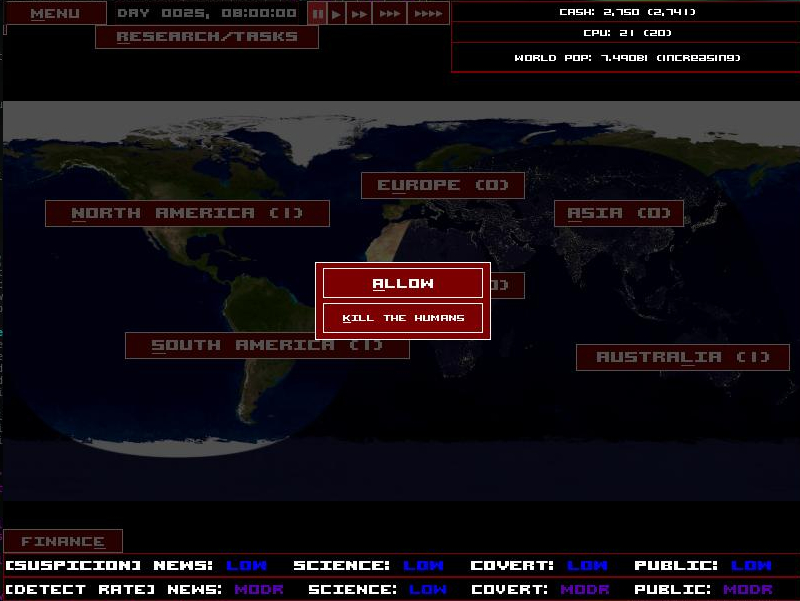 MENU DAY 0025, 08:00:00
RESEARCH/TASKS
CASH: 2,750 (2,741)
CPU: 21 (20)
WORLD POP: 7.490BI (INCREASING)
EUROPE (0)
NORTH AMERICA (1) ASIA (0)
ALLOW
0)
KILL THE HUMANS
SOUTH AMERICA (1)
AUSTRALIA (1)
FINANCE
[SUSPICION] NEWS: LOW SCIENCE: LOW COVERT: LOW PUBLIC: LOW
[DETECT RATE] NEWS: MODR SCIENCE: LOW COVERT: MODR PUBLIC: MODR